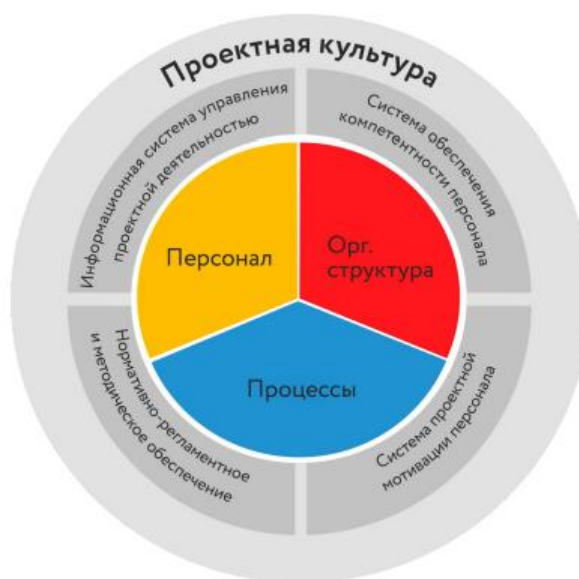 Проектная культура
Информационная система управления
проектной деятельностью
Система обеспечения
компетентности персонала
Персонал
Орг.
структура
Процессы
Нормативно-регламентное
и методическое обеспечение
Система проектной
мотивации персонала